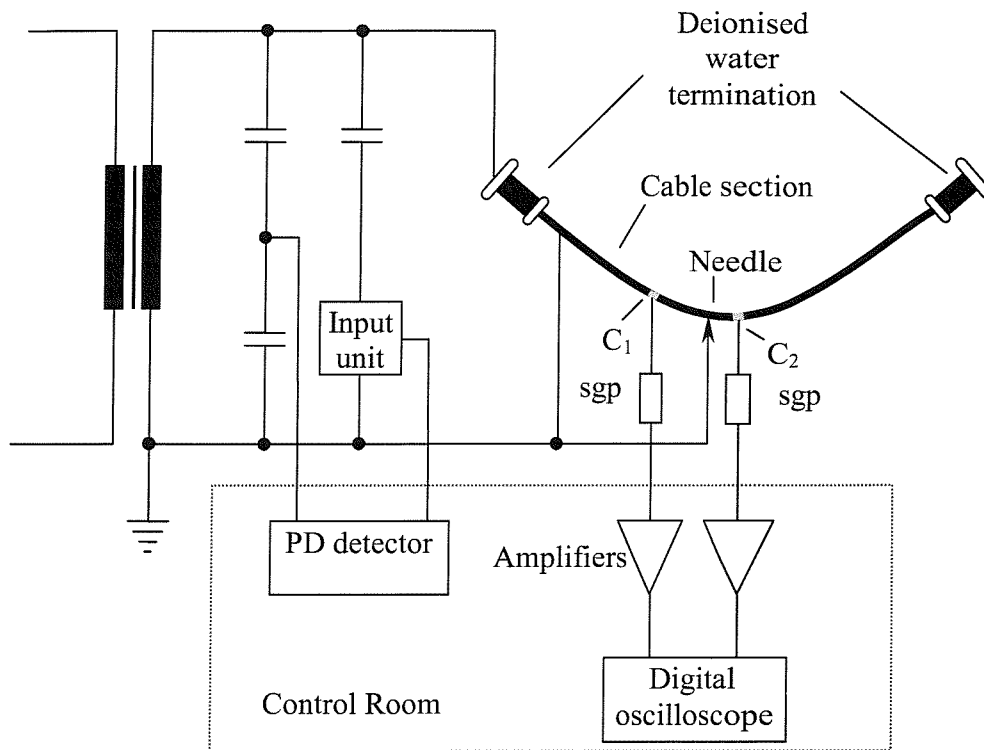 Deionised
water
termination
Cable section
Needle
C₁
C₂
sgp
sgp
Input
unit
PD detector
Amplifiers
Digital
oscilloscope
Control Room